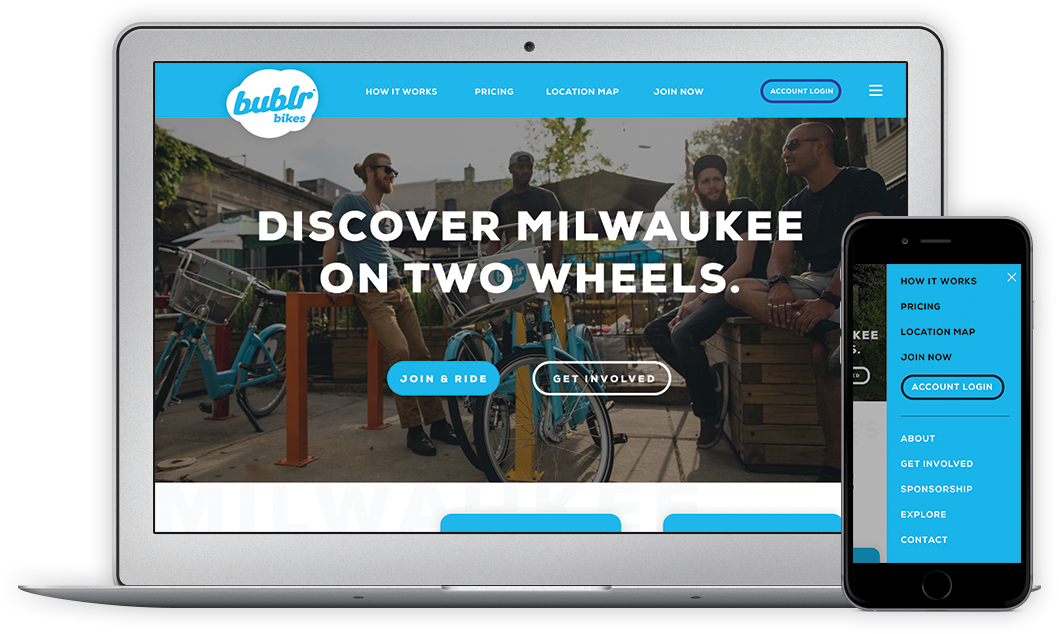 bublr
bikes
HOW IT WORKS
PRICING
LOCATION MAP
JOIN NOW
ACCOUNT LOGIN
DISCOVER MILWAUKEE
ON TWO WHEELS.
bublr
JOIN & RIDE
GET INVOLVED
MILWAUKEE
HOW IT WORKS
PRICING
LOCATION MAP
JOIN NOW
ACCOUNT LOGIN
ABOUT
GET INVOLVED
SPONSORSHIP
EXPLORE
CONTACT
KEE
S.
ED
E'S